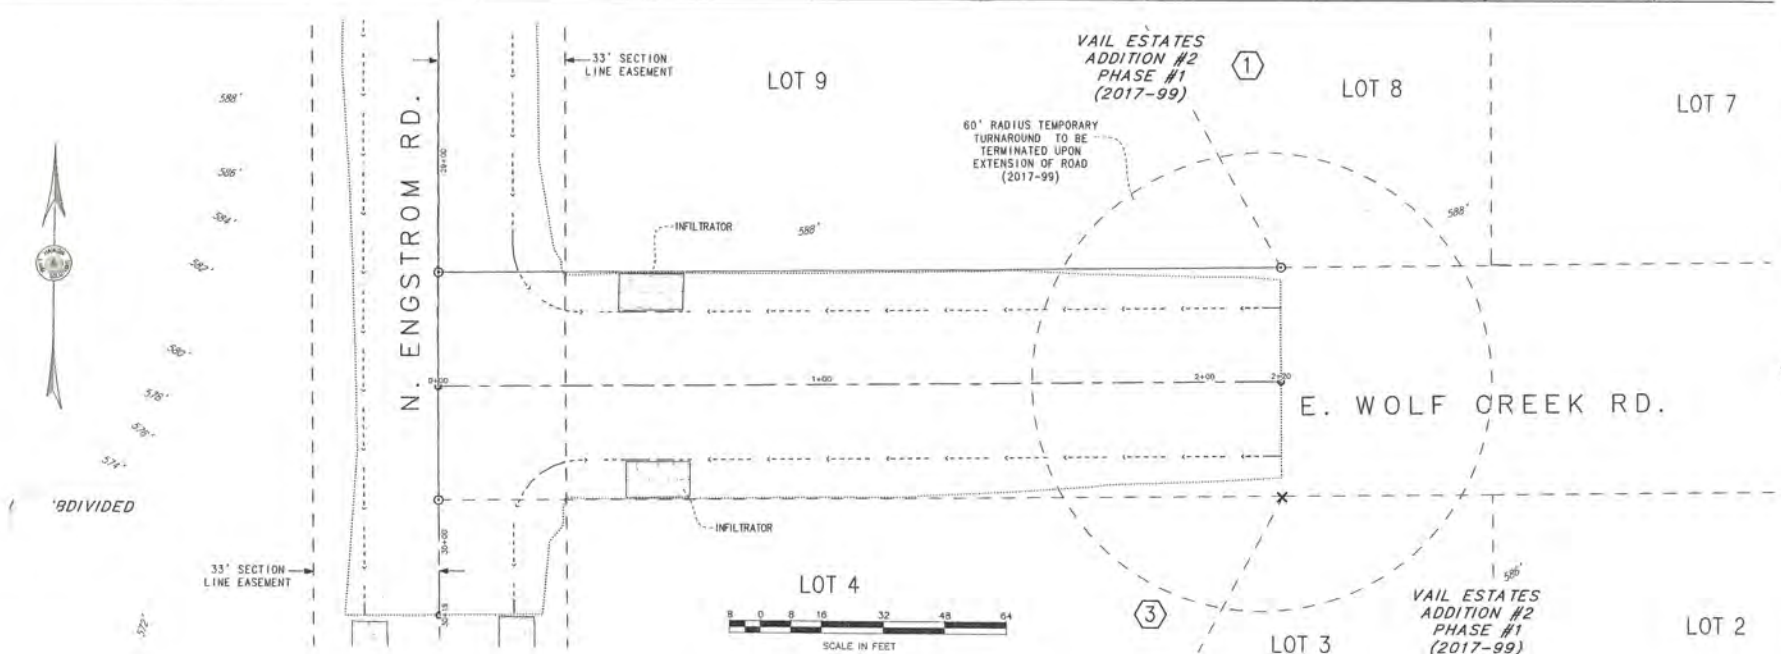 VAIL ESTATES
ADDITION #2
PHASE #1
(2017-99)
1
33' SECTION
LINE EASEMENT
LOT 9
LOT 8
LOT 7
588'
586'
584'
582'
580'
578'
576'
574'
572'
N. ENGSTROM RD.
29+00
60' RADIUS TEMPORARY
TURNAROUND TO BE
TERMINATED UPON
EXTENSION OF ROAD
(2017-99)
INFILTRATOR
588'
588'
0+00
1+00
2+00
2+20
E. WOLF CREEK RD.
'BDIVIDED
INFILTRATOR
30+00
30+19
33' SECTION
LINE EASEMENT
LOT 4
8 0 8 16 32 48 64
SCALE IN FEET
3
586'
VAIL ESTATES
ADDITION #2
PHASE #1
(2017-99)
LOT 3
LOT 2